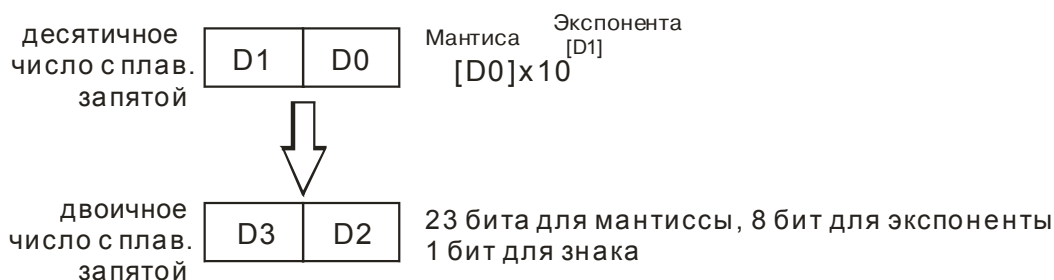 десятичное
число с плав.
запятой
D1 D0
Мантиса
Экспонента
[D0]x10[D1]
двоичное
число с плав.
запятой
D3 D2
23 бита для мантиссы, 8 бит для экспоненты
1 бит для знака